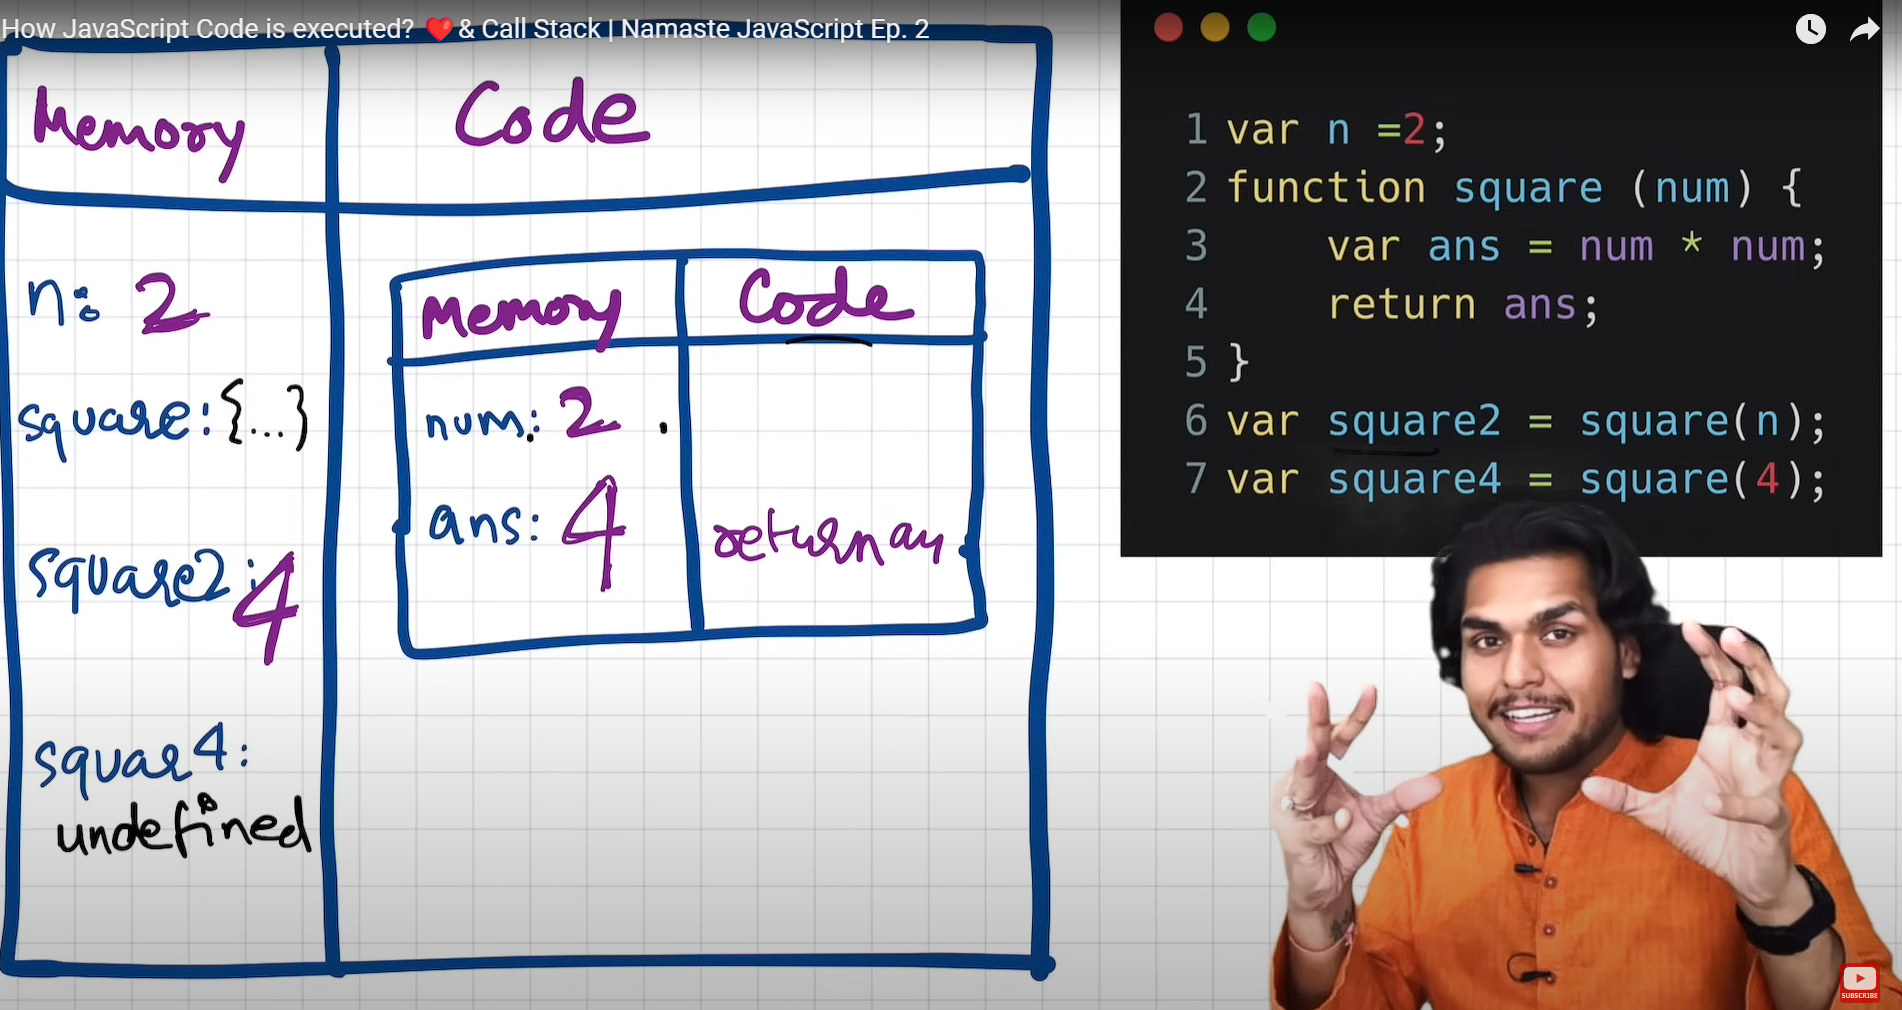 How JavaScript Code is executed? ❤️ & Call Stack | Namaste JavaScript Ep. 2
Memory
Code
n: 2
square: {...}
square2: 4
squar4:
undefined
Memory
Code
num: 2
ans: 4
return an
1 var n =2;
2 function square (num) {
3 var ans = num * num;
4 return ans;
5 }
6 var square2 = square(n);
7 var square4 = square(4);
SUBSCRIBE